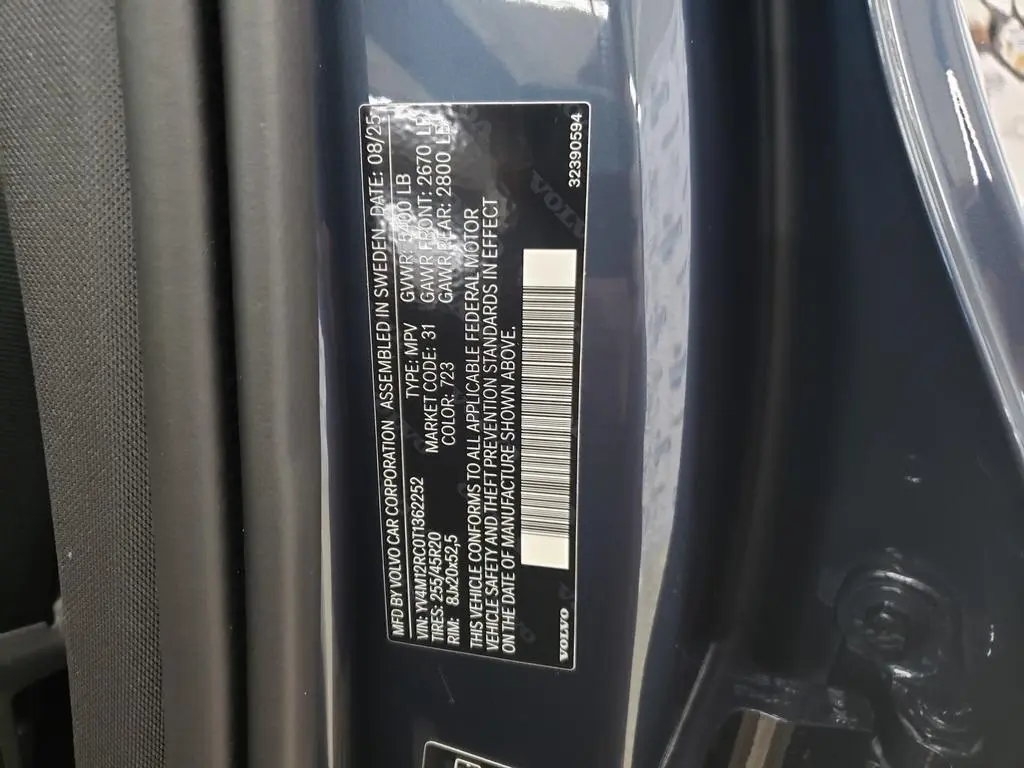 MFD BY VOLVO CAR CORPORATION ASSEMBLED IN SWEDEN DATE: 08/25
VIN: YV4M12RC0T1362252 TYPE: MPV GWR: LB
TIRES: 255/45R20 MARKET CODE: 31 GAWR FRONT: 2670 LB
RIM: 8Jx20x52,5 COLOR: 723 GAWR REAR: 2800 LB
THIS VEHICLE CONFORMS TO ALL APPLICABLE FEDERAL MOTOR
VEHICLE SAFETY AND THEFT PREVENTION STANDARDS IN EFFECT
ON THE DATE OF MANUFACTURE SHOWN ABOVE.
VOLVO 32390594